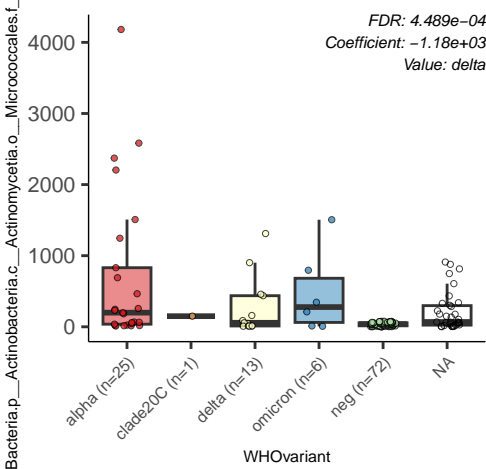 Bacteria.p__Actinobacteria.c__Actinomycetia.o__Micrococcales.f_
FDR: 4.489e−04
Coefficient: −1.18e+03
Value: delta
4000
3000
2000
1000
0
alpha (n=25)
clade20C (n=1)
delta (n=13)
omicron (n=6)
neg (n=72)
NA
WHOvariant